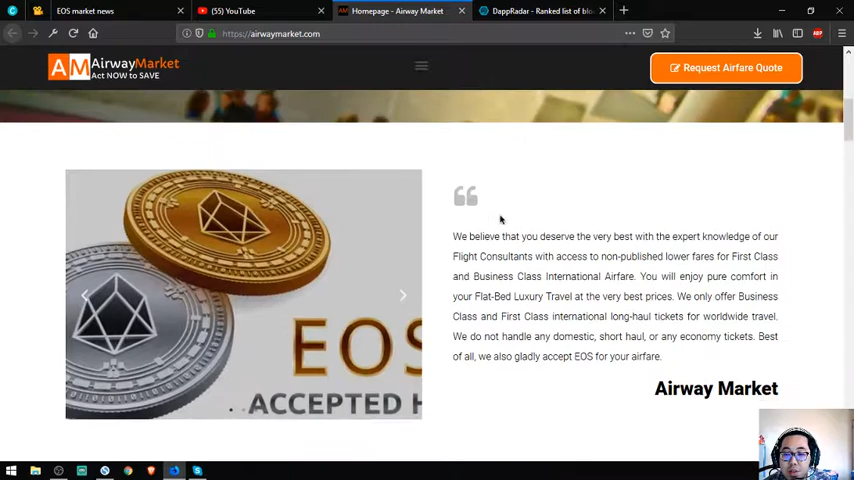 EOS market news
(55) YouTube
Homepage - Airway Market
DappRadar - Ranked list of blo
https://airwaymarket.com
ABP
AM
AirwayMarket
Act NOW to SAVE
Request Airfare Quote
We believe that you deserve the very best with the expert knowledge of our
Flight Consultants with access to non-published lower fares for First Class
and Business Class International Airfare. You will enjoy pure comfort in
your Flat-Bed Luxury Travel at the very best prices. We only offer Business
Class and First Class international long-haul tickets for worldwide travel.
We do not handle any domestic, short haul, or any economy tickets. Best
of all, we also gladly accept EOS for your airfare.
Airway Market
EOS
ACCEPTED H